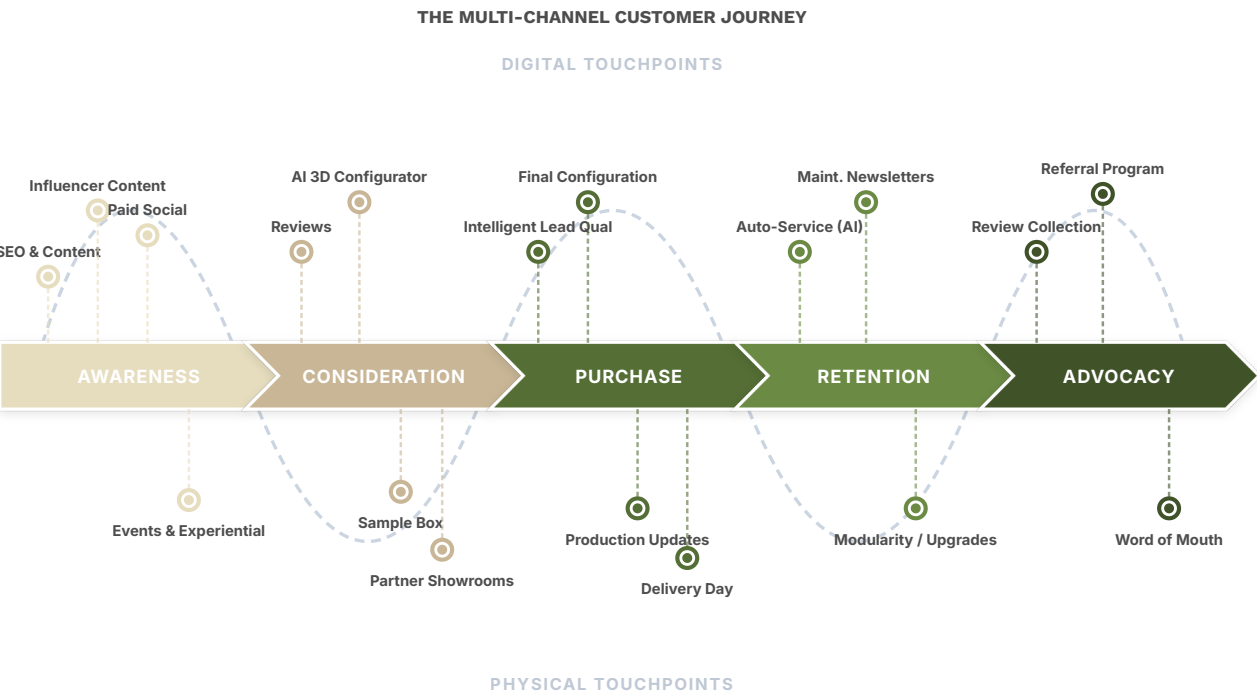 THE MULTI-CHANNEL CUSTOMER JOURNEY
DIGITAL TOUCHPOINTS
Influencer Content
Paid Social
SEO & Content
AI 3D Configurator
Reviews
Final Configuration
Intelligent Lead Qual
Maint. Newsletters
Auto-Service (AI)
Referral Program
Review Collection
AWARENESS
CONSIDERATION
PURCHASE
RETENTION
ADVOCACY
Events & Experiential
Sample Box
Partner Showrooms
Production Updates
Delivery Day
Modularity / Upgrades
Word of Mouth
PHYSICAL TOUCHPOINTS